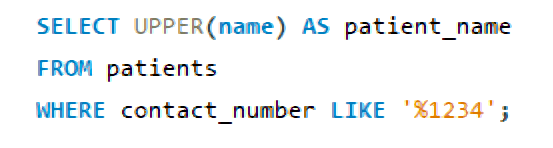 SELECT UPPER(name) AS patient_name
FROM patients
WHERE contact_number LIKE '%1234';